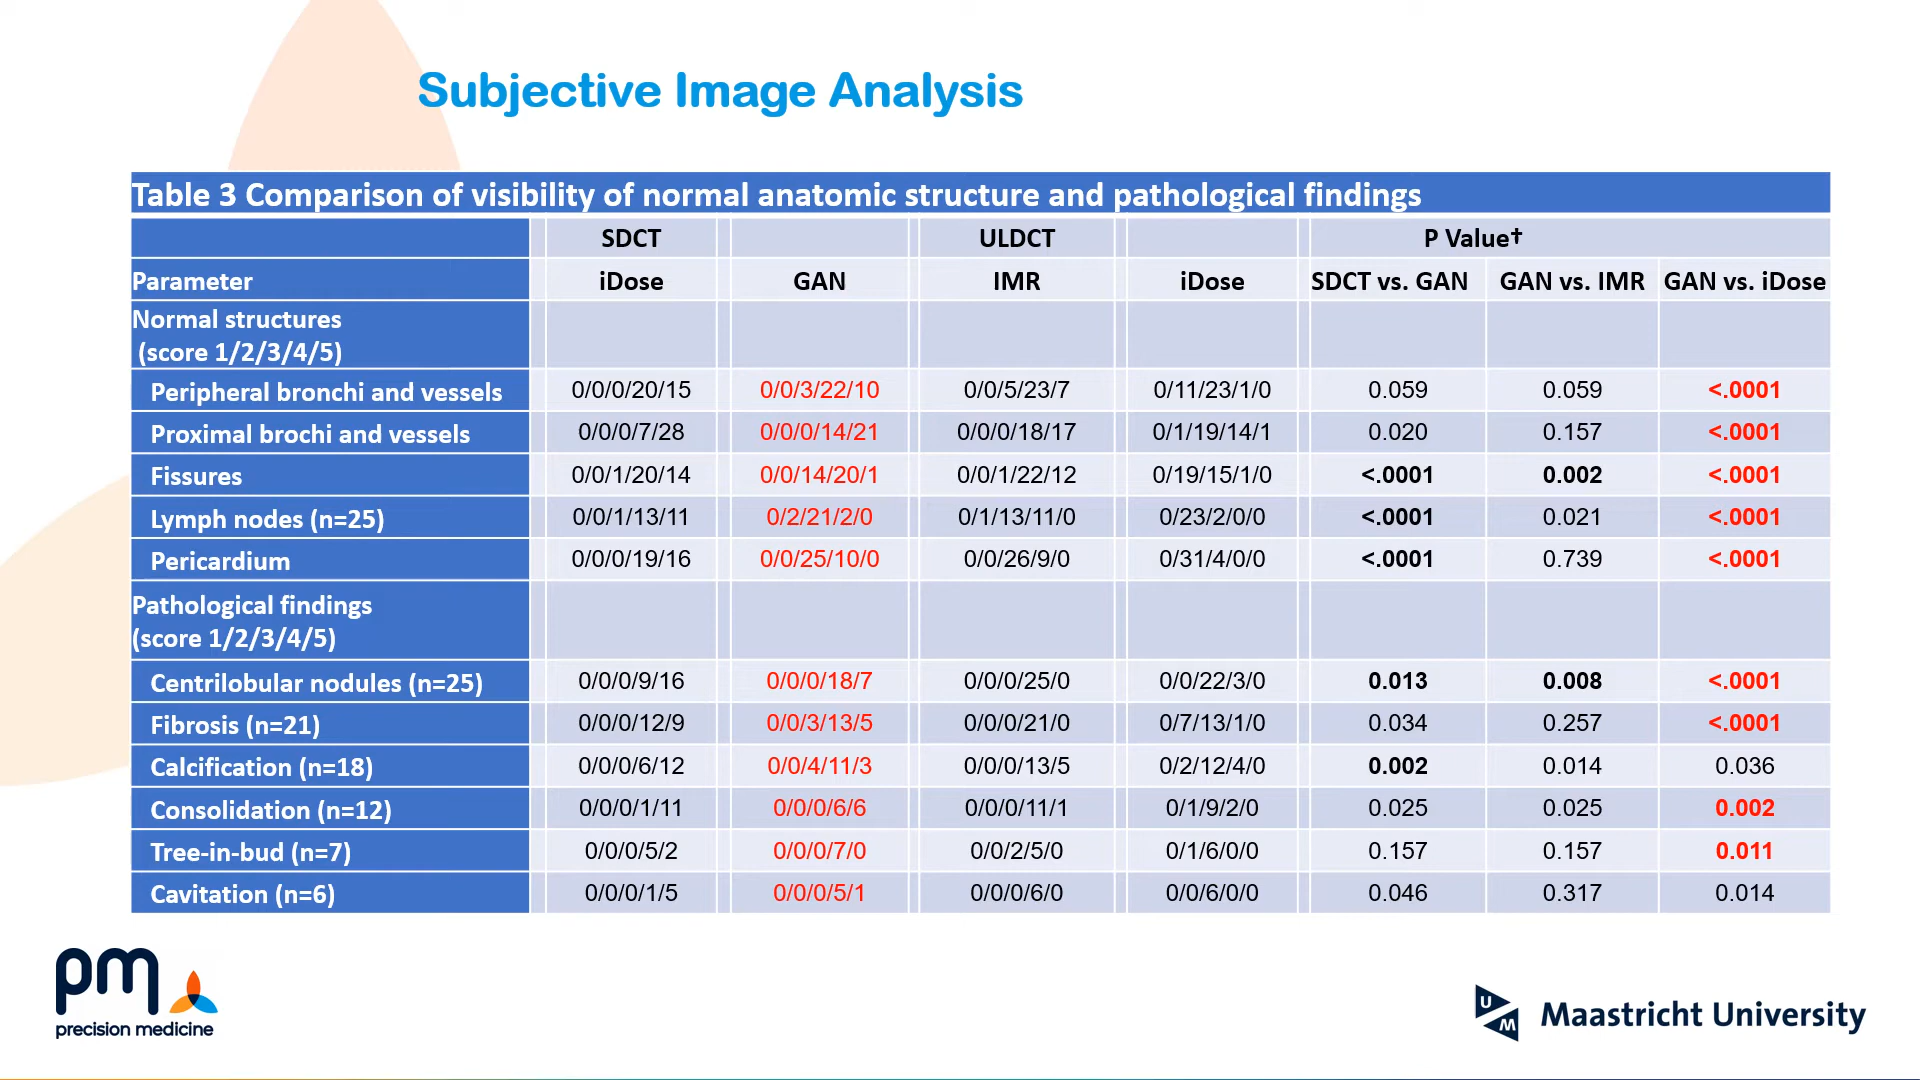 Subjective Image Analysis
Table 3 Comparison of visibility of normal anatomic structure and pathological findings
SDCT ULDCT P Value†
Parameter iDose GAN IMR iDose SDCT vs. GAN GAN vs. IMR GAN vs. iDose
Normal structures
(score 1/2/3/4/5)
Peripheral bronchi and vessels 0/0/0/20/15 0/0/3/22/10 0/0/5/23/7 0/11/23/1/0 0.059 0.059 <.0001
Proximal brochi and vessels 0/0/0/7/28 0/0/0/14/21 0/0/0/18/17 0/1/19/14/1 0.020 0.157 <.0001
Fissures 0/0/1/20/14 0/0/14/20/1 0/0/1/22/12 0/19/15/1/0 <.0001 0.002 <.0001
Lymph nodes (n=25) 0/0/1/13/11 0/2/21/2/0 0/1/13/11/0 0/23/2/0/0 <.0001 0.021 <.0001
Pericardium 0/0/0/19/16 0/0/25/10/0 0/0/26/9/0 0/31/4/0/0 <.0001 0.739 <.0001
Pathological findings
(score 1/2/3/4/5)
Centrilobular nodules (n=25) 0/0/0/9/16 0/0/0/18/7 0/0/0/25/0 0/0/22/3/0 0.013 0.008 <.0001
Fibrosis (n=21) 0/0/0/12/9 0/0/3/13/5 0/0/0/21/0 0/7/13/1/0 0.034 0.257 <.0001
Calcification (n=18) 0/0/0/6/12 0/0/4/11/3 0/0/0/13/5 0/2/12/4/0 0.002 0.014 0.036
Consolidation (n=12) 0/0/0/1/11 0/0/0/6/6 0/0/0/11/1 0/1/9/2/0 0.025 0.025 0.002
Tree-in-bud (n=7) 0/0/0/5/2 0/0/0/7/0 0/0/2/5/0 0/1/6/0/0 0.157 0.157 0.011
Cavitation (n=6) 0/0/0/1/5 0/0/0/5/1 0/0/0/6/0 0/0/6/0/0 0.046 0.317 0.014
pm
precision medicine
UM Maastricht University